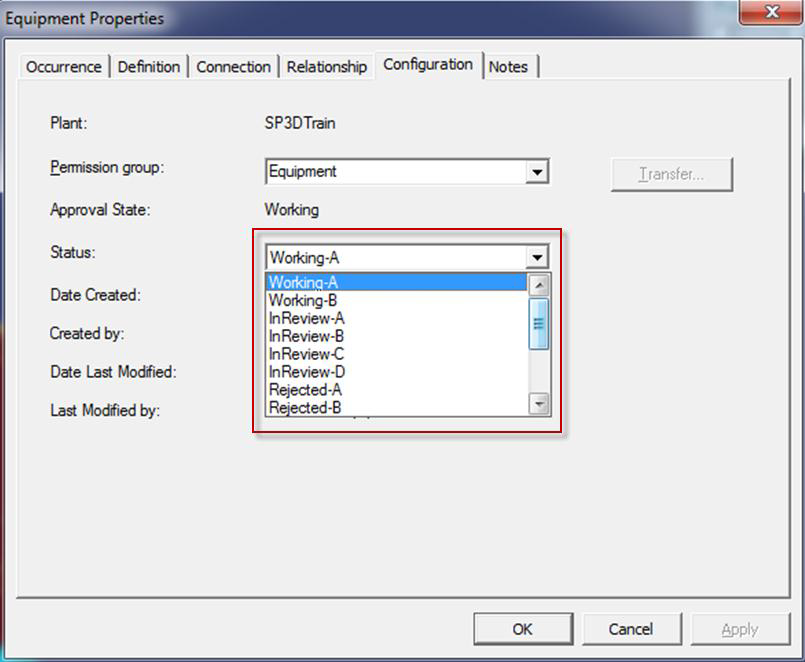 Equipment Properties
Occurrence Definition Connection Relationship Configuration Notes
Plant: SP3DTrain
Permission group: Equipment Transfer...
Approval State: Working
Status: Working-A
Working-A
Working-B
Date Created:
InReview-A
InReview-B
Created by:
InReview-C
InReview-D
Date Last Modified:
Rejected-A
Rejected-B
Last Modified by:
OK Cancel Apply